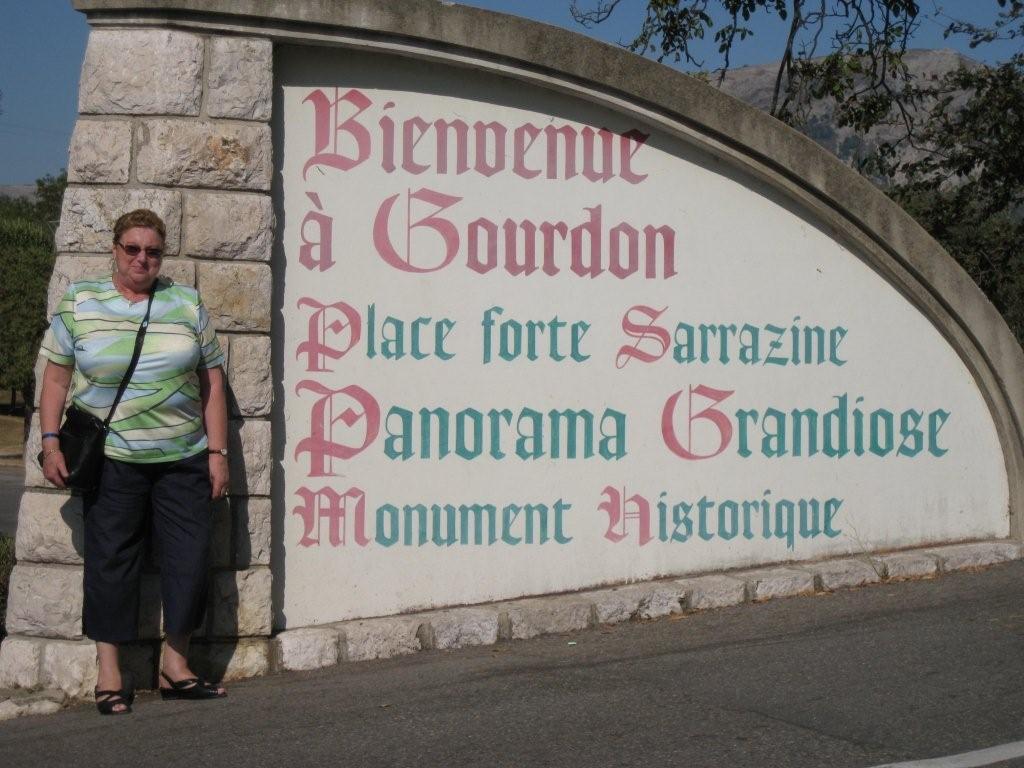 Bienvenue
à Gourdon
Place forte Sarrazine
Panorama Grandiose
Monument Historique